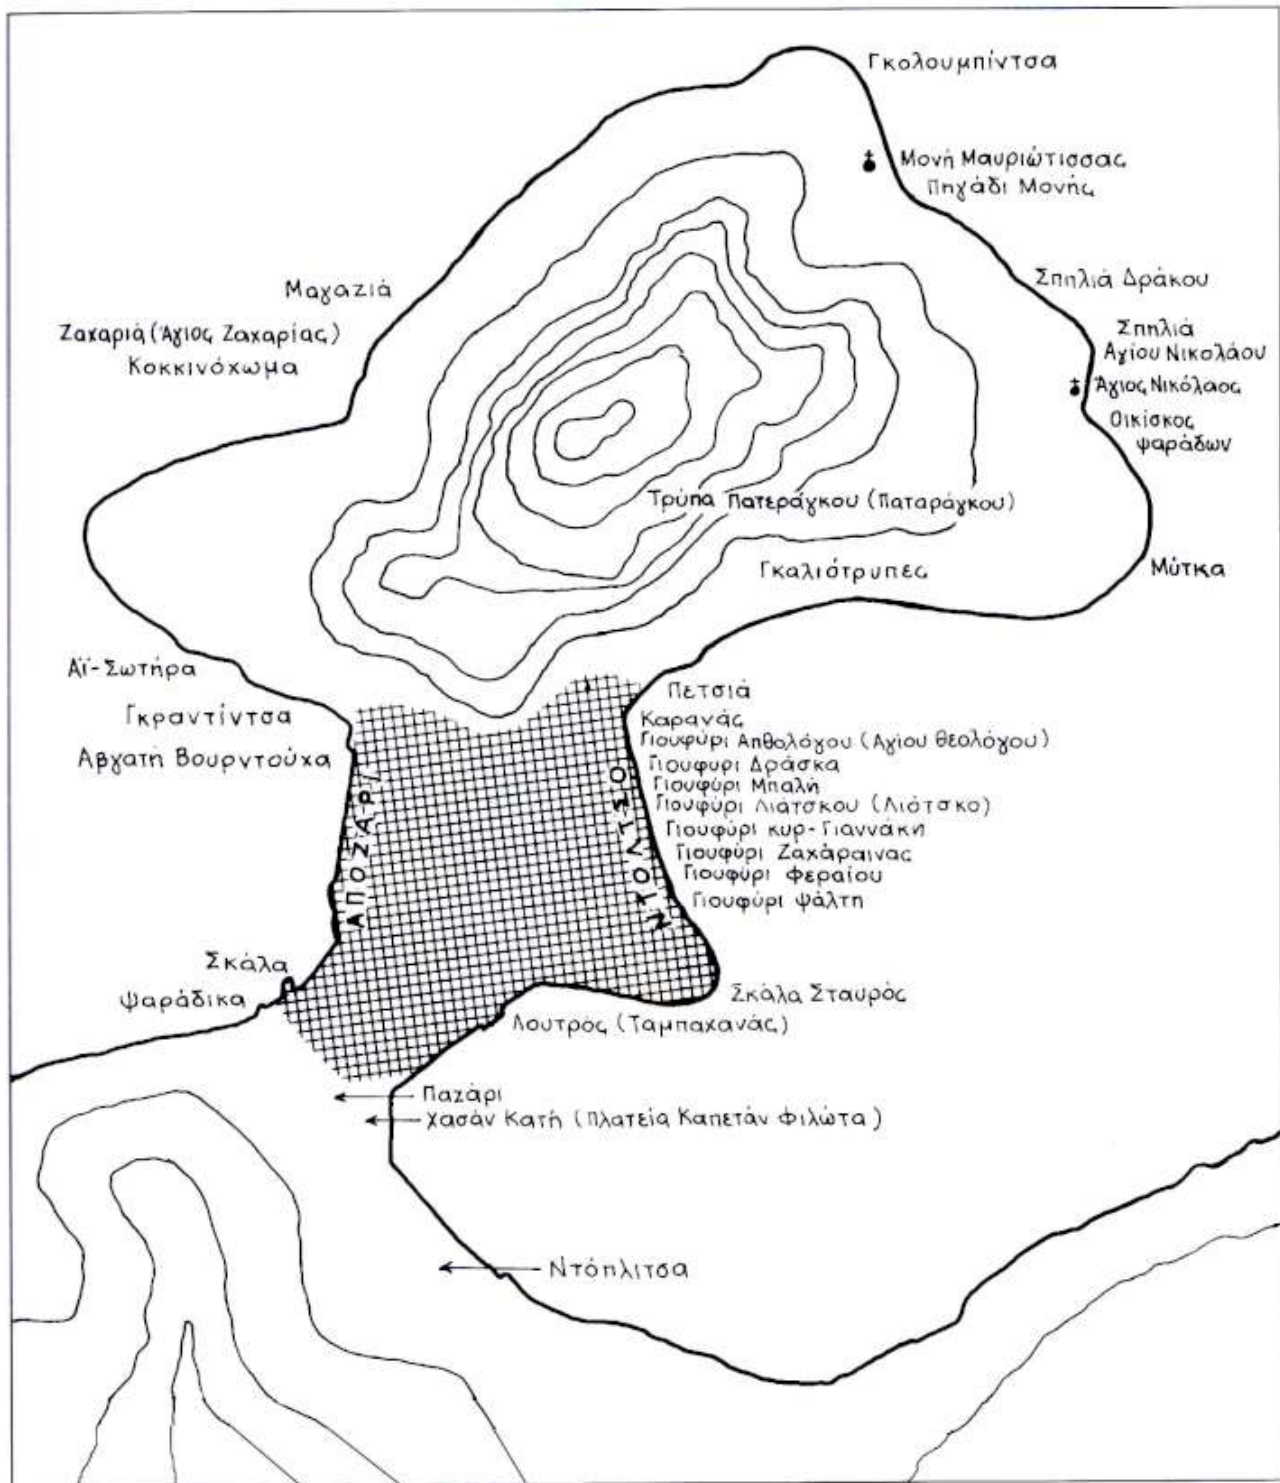 Γκολουμπίντσα
Μονή Μαυριώτισσας
Πηγάδι Μονής
Σπηλιά Δράκου
Μαγαζιά
Ζαχαριά (Άγιος Ζαχαρίας)
Κοκκινόχωμα
Σπηλιά
Αγίου Νικολάου
Άγιος Νικόλαος
Οικίσκος
ψαράδων
Τρύπα Πατεράγκου (Παταράγκου)
Γκαλιότρυπες
Μύτκα
Αϊ-Σωτήρα
Γκραντίντσα
Αβγατή Βουρντούχα
Πετσιά
Καρανάς
Γιουφύρι Απθολόγου (Αγίου Θεολόγου)
Γιουφύρι Δράσκα
Γιουφύρι Μπαλή
Γιουφύρι Λιάτσκου (Λιότσκο)
Γιουφύρι κυρ-Γιαννάκη
Γιουφύρι Ζαχάραινας
Γιουφύρι Φεραίου
Γιουφύρι Ψάλτη
ΑΠΟΖΑΡΙ
ΝΤΟΛΤΣΟ
Σκάλα
Ψαράδικα
Σκάλα Σταυρός
Λουτρός (Ταμπαχανάς)
Παζάρι
Χασάν Κατή (Πλατεία Καπετάν Φιλώτα)
Ντόπλιτσα